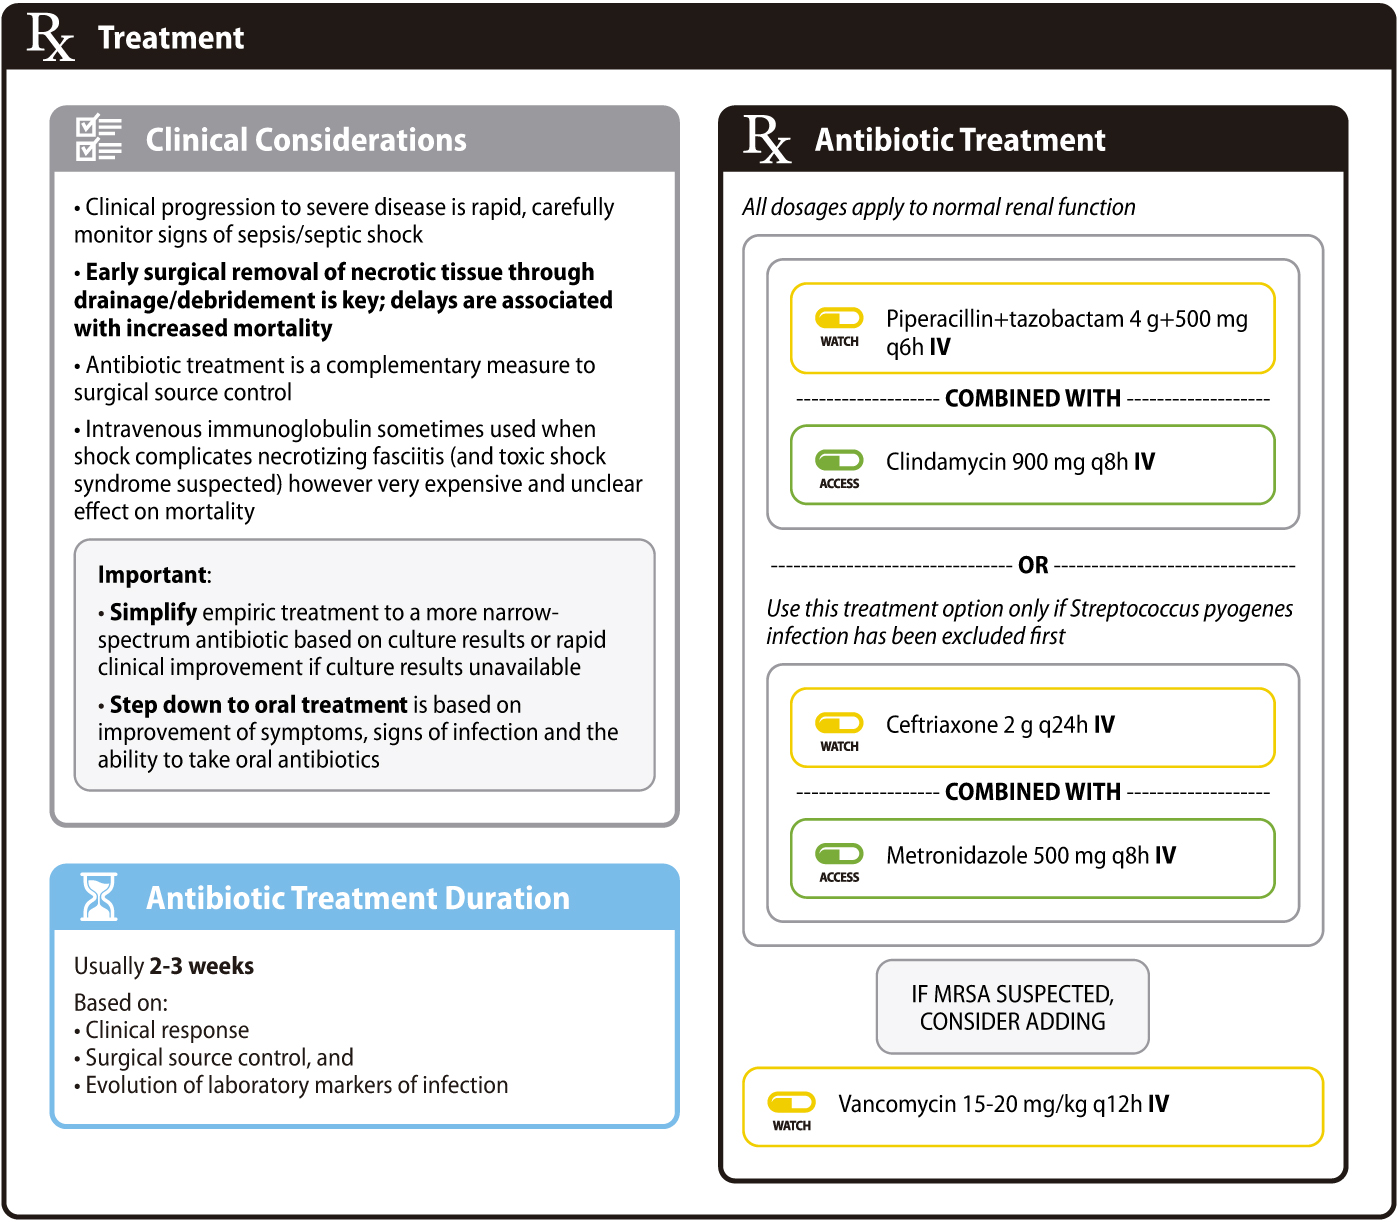 Rx Treatment
Clinical Considerations
• Clinical progression to severe disease is rapid, carefully
monitor signs of sepsis/septic shock
• Early surgical removal of necrotic tissue through
drainage/debridement is key; delays are associated
with increased mortality
• Antibiotic treatment is a complementary measure to
surgical source control
• Intravenous immunoglobulin sometimes used when
shock complicates necrotizing fasciitis (and toxic shock
syndrome suspected) however very expensive and unclear
effect on mortality
Important:
• Simplify empiric treatment to a more narrow-
spectrum antibiotic based on culture results or rapid
clinical improvement if culture results unavailable
• Step down to oral treatment is based on
improvement of symptoms, signs of infection and the
ability to take oral antibiotics
Antibiotic Treatment Duration
Usually 2-3 weeks
Based on:
• Clinical response
• Surgical source control, and
• Evolution of laboratory markers of infection
Rx Antibiotic Treatment
All dosages apply to normal renal function
Piperacillin+tazobactam 4 g+500 mg
q6h IV
WATCH
COMBINED WITH
Clindamycin 900 mg q8h IV
ACCESS
OR
Use this treatment option only if Streptococcus pyogenes
infection has been excluded first
Ceftriaxone 2 g q24h IV
WATCH
COMBINED WITH
Metronidazole 500 mg q8h IV
ACCESS
IF MRSA SUSPECTED,
CONSIDER ADDING
Vancomycin 15-20 mg/kg q12h IV
WATCH